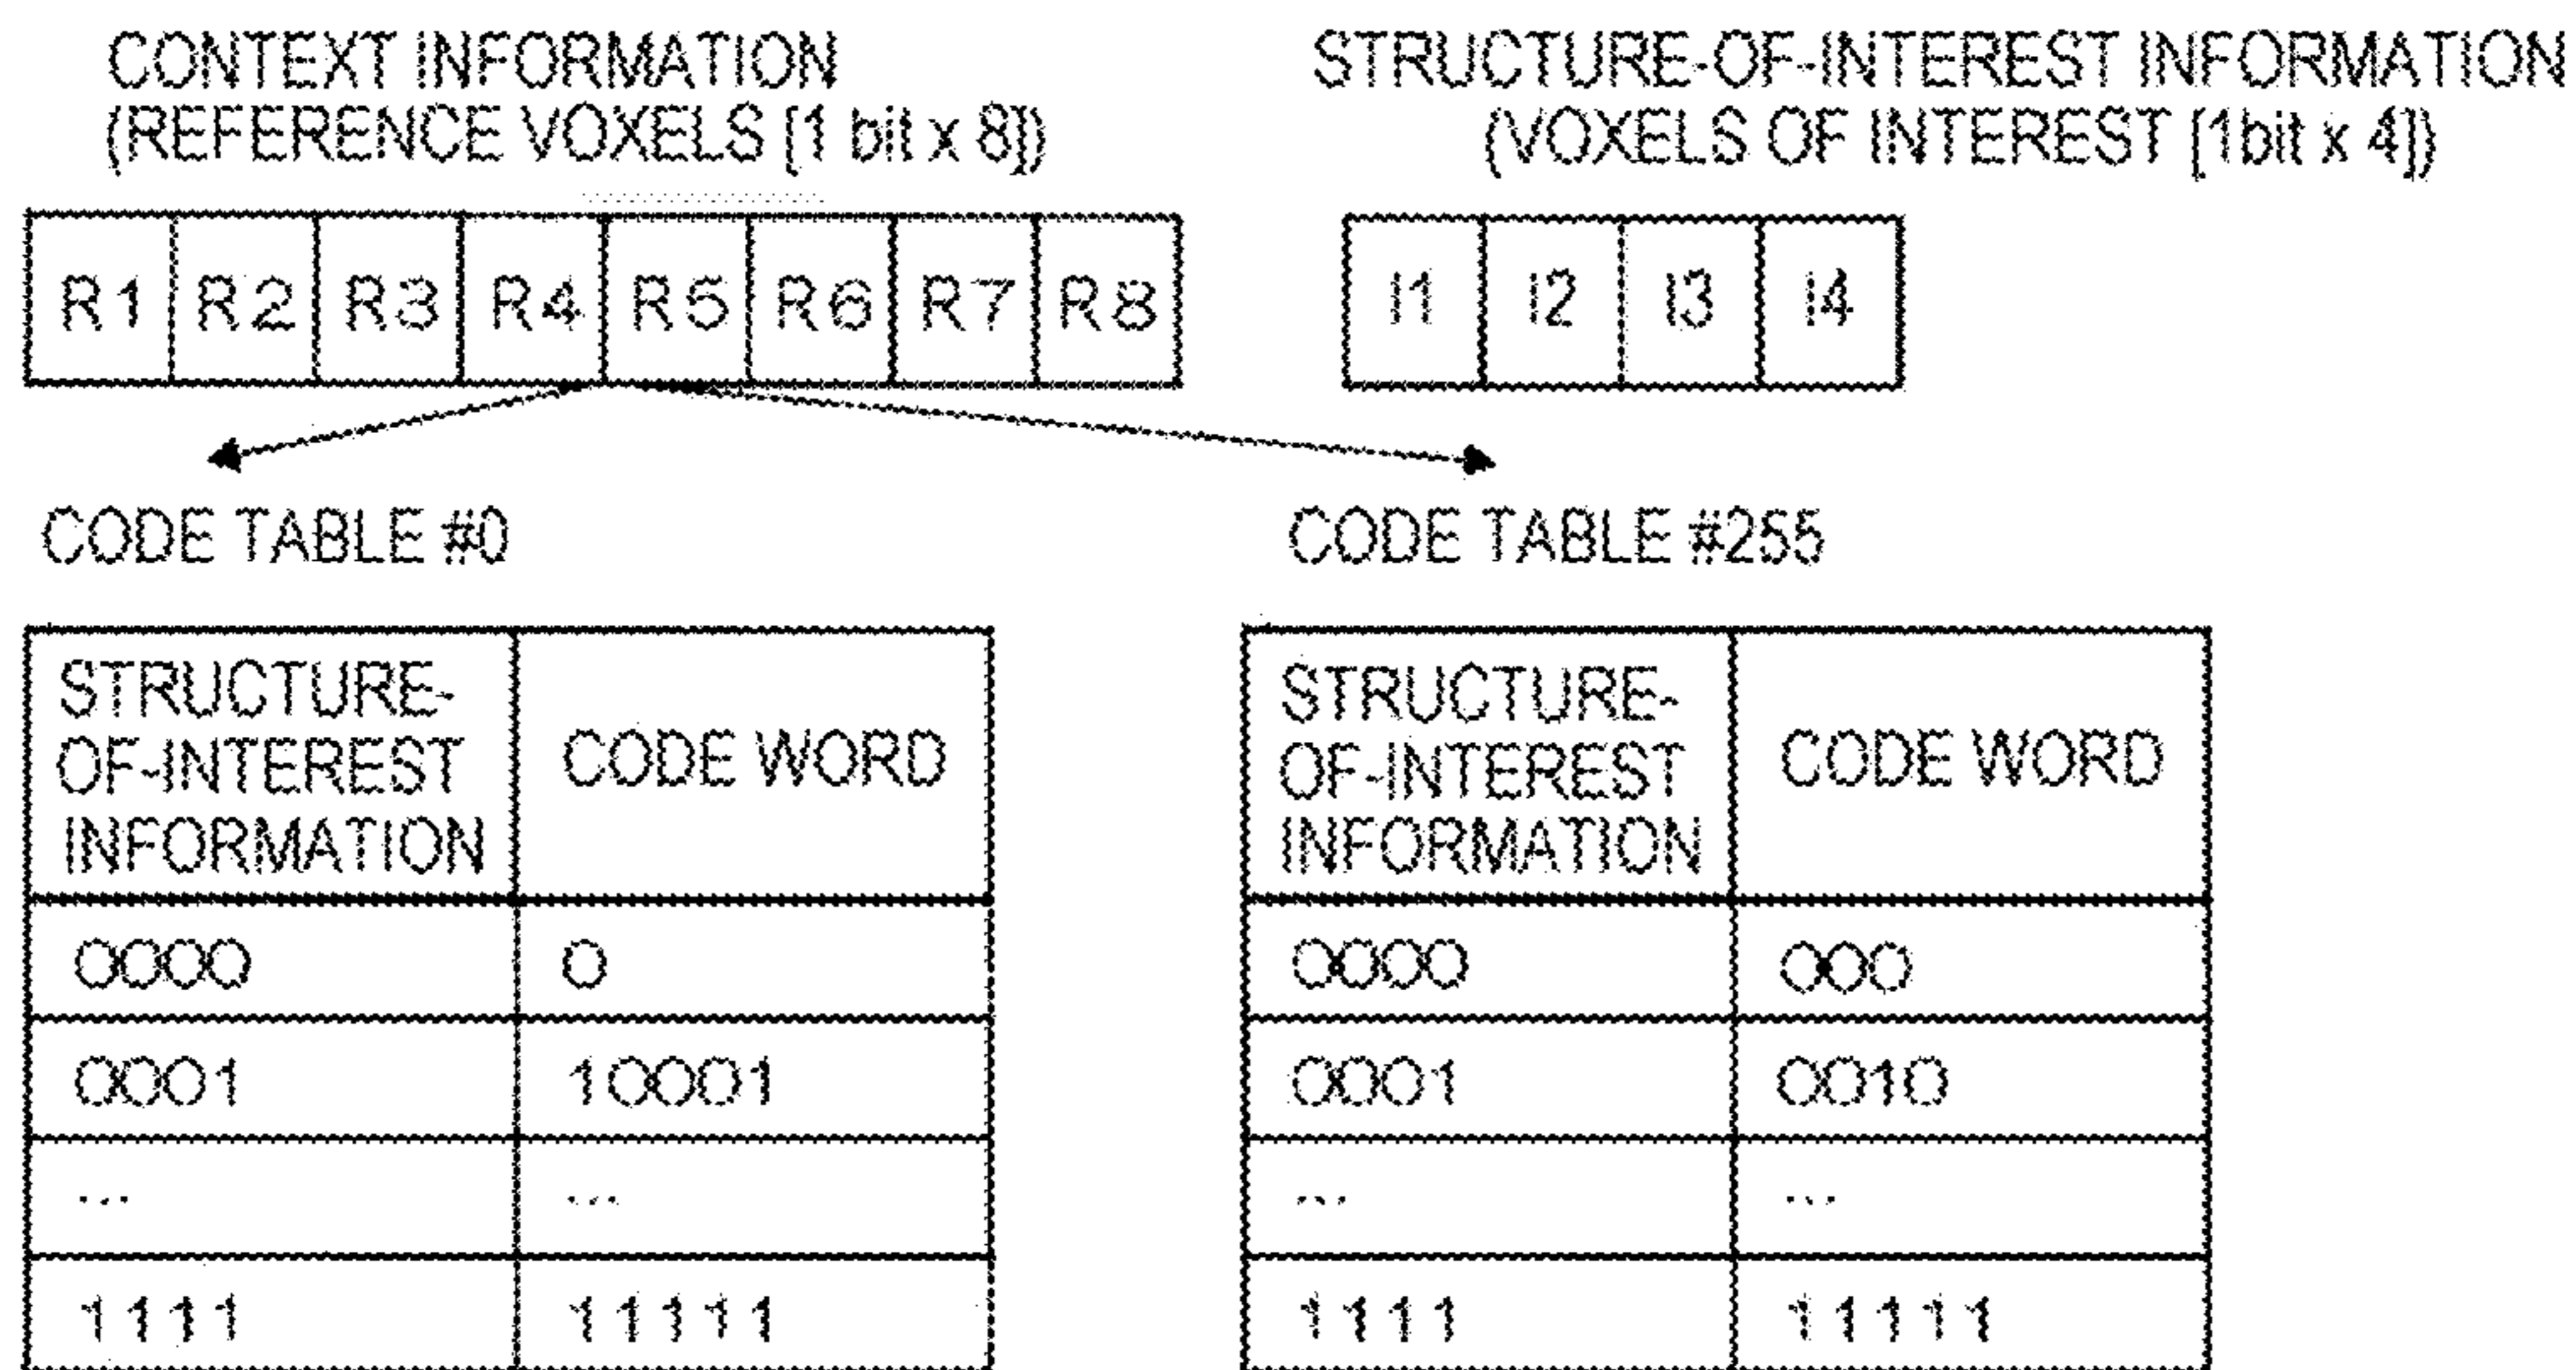 CONTEXT INFORMATION
(REFERENCE VOXELS [1 bit x 8])
STRUCTURE-OF-INTEREST INFORMATION
(VOXELS OF INTEREST [1bit x 4])
R1 R2 R3 R4 R5 R6 R7 R8
I1 I2 I3 I4
CODE TABLE #0
STRUCTURE-
OF-INTEREST
INFORMATION
CODE WORD
0000 0
0001 10001
... ...
1111 11111
CODE TABLE #255
STRUCTURE-
OF-INTEREST
INFORMATION
CODE WORD
0000 000
0001 0010
... ...
1111 11111